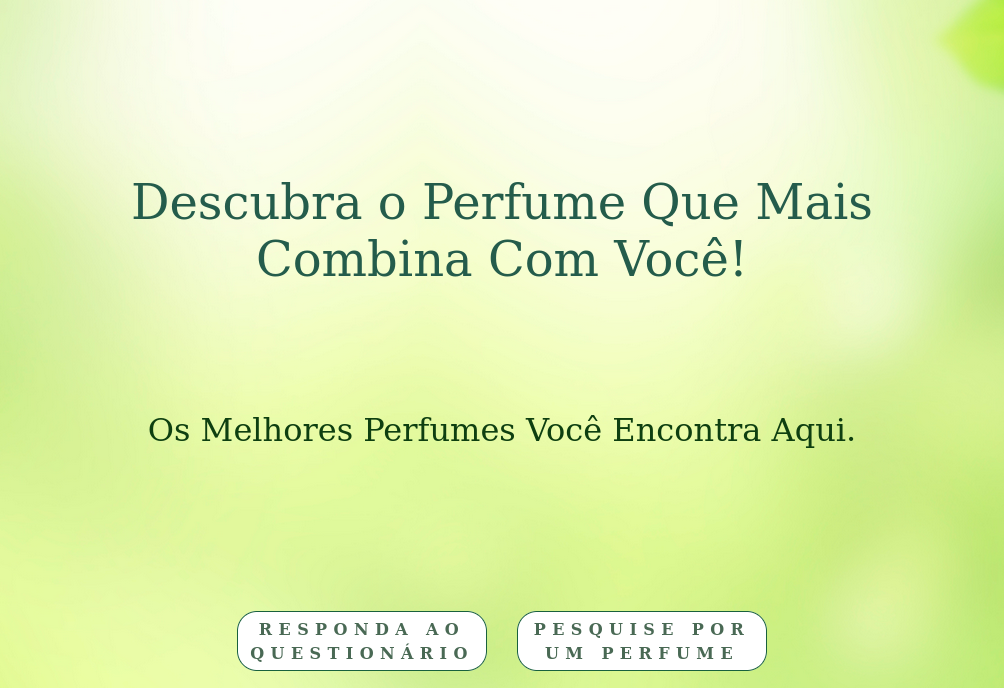 Descubra o Perfume Que Mais
Combina Com Você!
Os Melhores Perfumes Você Encontra Aqui.
RESPONDA AO
QUESTIONÁRIO
PESQUISE POR
UM PERFUME